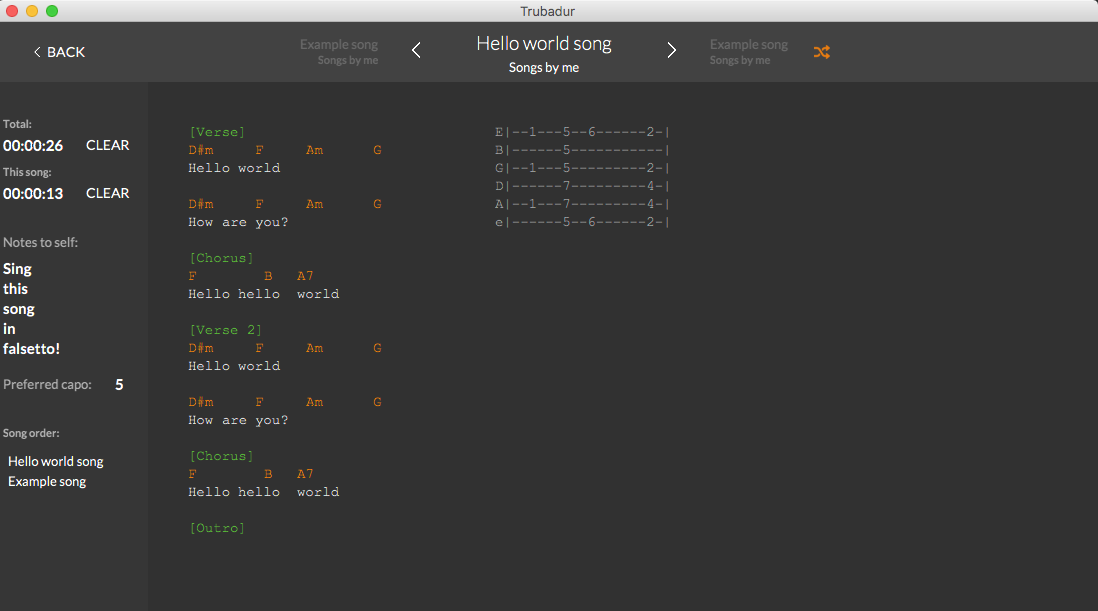 Trubadur
BACK
Example song
Songs by me
Hello world song
Songs by me
Example song
Songs by me
Total:
00:00:26 CLEAR
This song:
00:00:13 CLEAR
Notes to self:
Sing
this
song
in
falsetto!
Preferred capo: 5
Song order:
Hello world song
Example song
[Verse]
D#m     F     Am      G
Hello world
D#m     F     Am      G
How are you?
[Chorus]
F        B   A7
Hello hello  world
[Verse 2]
D#m     F     Am      G
Hello world
D#m     F     Am      G
How are you?
[Chorus]
F        B   A7
Hello hello  world
[Outro]
E|--1---5--6------2-|
B|------5-----------|
G|--1---5---------2-|
D|------7---------4-|
A|--1---7---------4-|
e|------5--6------2-|